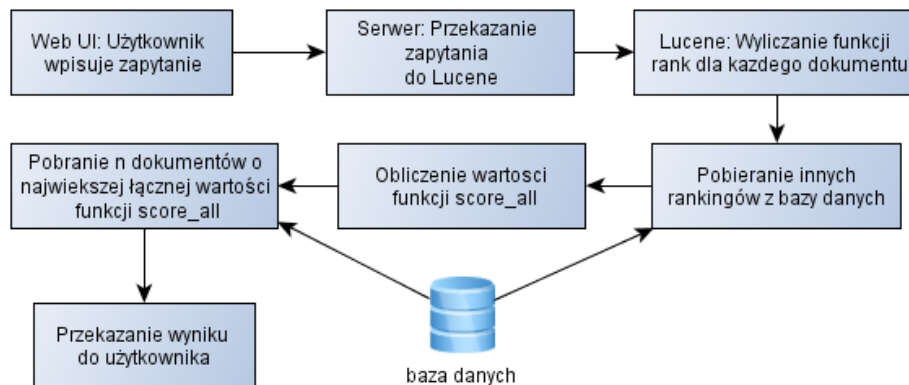 Web UI: Użytkownik
wpisuje zapytanie
Serwer: Przekazanie
zapytania
do Lucene
Lucene: Wyliczanie funkcji
rank dla kazdego dokumentu
Pobieranie innych
rankingów z bazy danych
Obliczenie wartosci
funkcji score_all
Pobranie n dokumentów o
najwiekszej łącznej wartości
funkcji score_all
Przekazanie wyniku
do użytkownika
baza danych